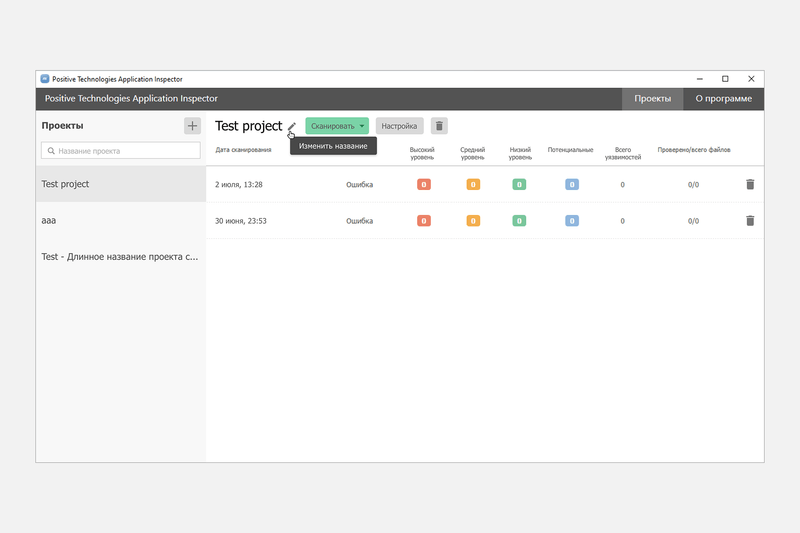 Positive Technologies Application Inspector
Positive Technologies Application Inspector
Проекты
О программе
Проекты
Название проекта
Test project
aaa
Test - Длинное название проекта с...
Test project
Сканировать
Настройка
Изменить название
Дата сканирования
Высокий
уровень
Средний
уровень
Низкий
уровень
Потенциальные
Всего
уязвимостей
Проверено/всего файлов
2 июля, 13:28 Ошибка 0 0 0 0 0 0/0
30 июня, 23:53 Ошибка 0 0 0 0 0 0/0